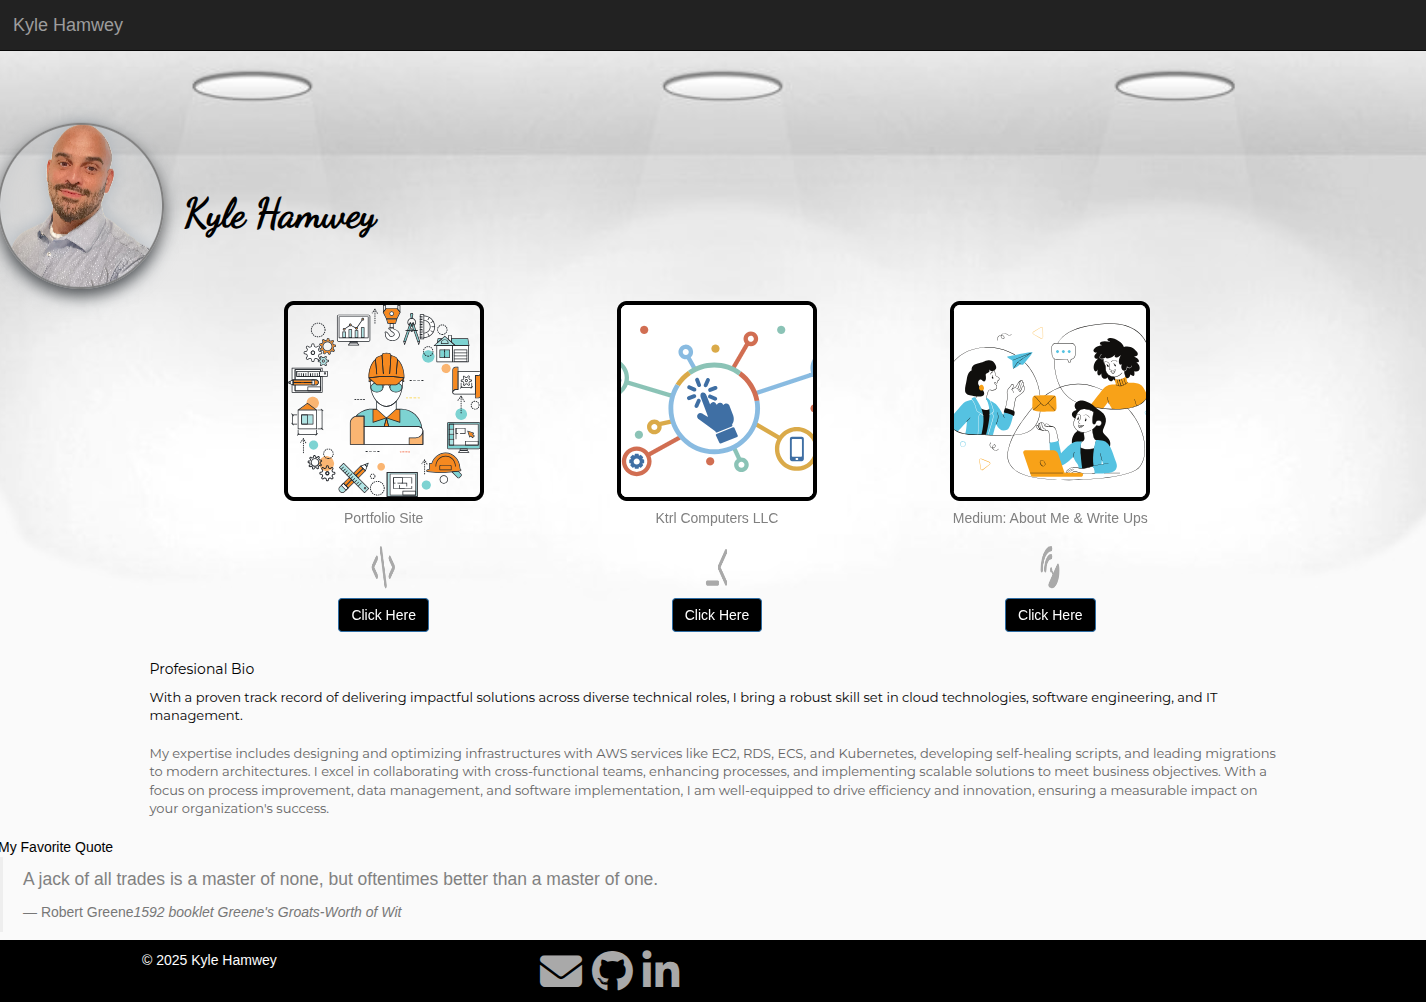 Kyle Hamwey
Kyle Hamwey
Portfolio Site
Ktrl Computers LLC
Medium: About Me & Write Ups
Click Here
Click Here
Click Here
Profesional Bio
With a proven track record of delivering impactful solutions across diverse technical roles, I bring a robust skill set in cloud technologies, software engineering, and IT
management.
My expertise includes designing and optimizing infrastructures with AWS services like EC2, RDS, ECS, and Kubernetes, developing self-healing scripts, and leading migrations
to modern architectures. I excel in collaborating with cross-functional teams, enhancing processes, and implementing scalable solutions to meet business objectives. With a
focus on process improvement, data management, and software implementation, I am well-equipped to drive efficiency and innovation, ensuring a measurable impact on
your organization's success.
My Favorite Quote
A jack of all trades is a master of none, but oftentimes better than a master of one.
— Robert Greene1592 booklet Greene's Groats-Worth of Wit
© 2025 Kyle Hamwey
in